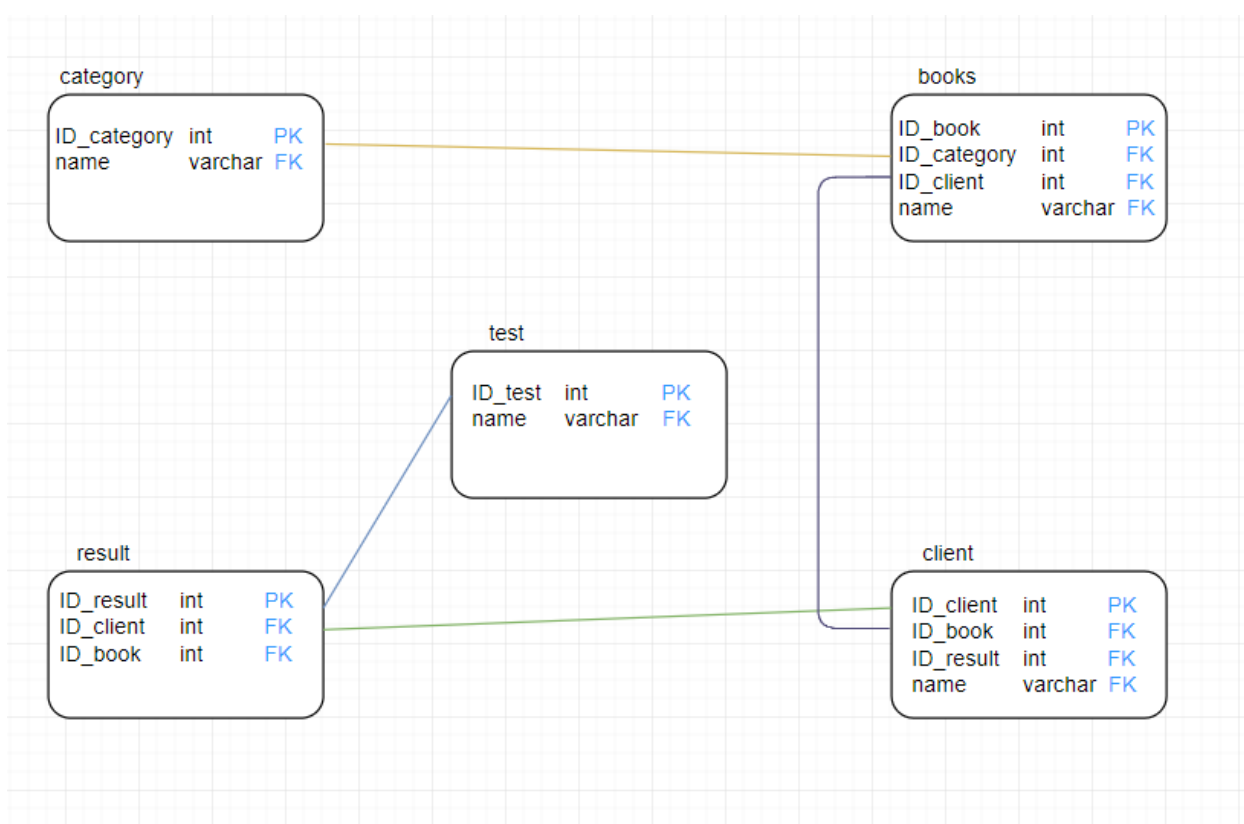 category
ID_category int PK
name varchar FK
books
ID_book int PK
ID_category int FK
ID_client int FK
name varchar FK
test
ID_test int PK
name varchar FK
result
ID_result int PK
ID_client int FK
ID_book int FK
client
ID_client int PK
ID_book int FK
ID_result int FK
name varchar FK